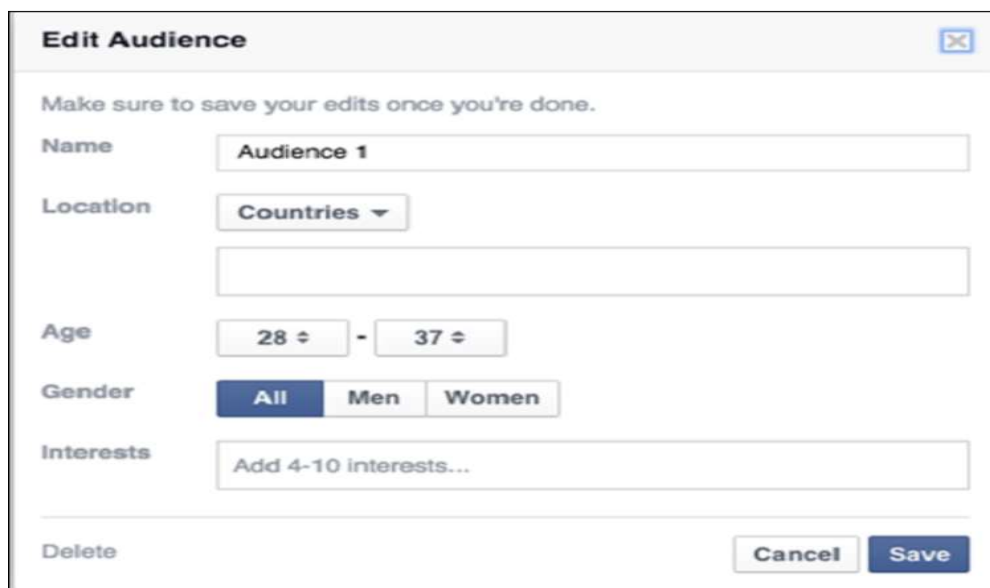 Edit Audience
Make sure to save your edits once you're done.
Name Audience 1
Location Countries
Age 28 - 37
Gender All Men Women
Interests Add 4-10 interests...
Delete Cancel Save